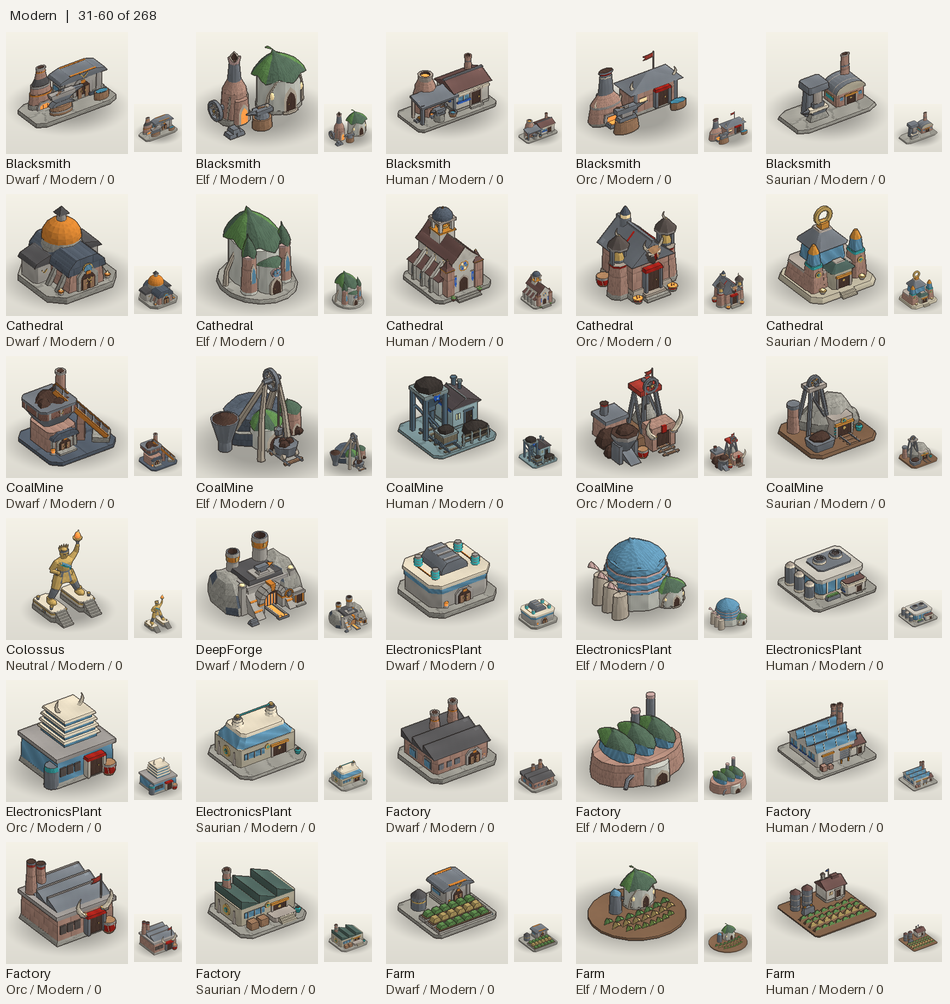 Modern | 31-60 of 268
Blacksmith
Dwarf / Modern / 0
Blacksmith
Elf / Modern / 0
Blacksmith
Human / Modern / 0
Blacksmith
Orc / Modern / 0
Blacksmith
Saurian / Modern / 0
Cathedral
Dwarf / Modern / 0
Cathedral
Elf / Modern / 0
Cathedral
Human / Modern / 0
Cathedral
Orc / Modern / 0
Cathedral
Saurian / Modern / 0
CoalMine
Dwarf / Modern / 0
CoalMine
Elf / Modern / 0
CoalMine
Human / Modern / 0
CoalMine
Orc / Modern / 0
CoalMine
Saurian / Modern / 0
Colossus
Neutral / Modern / 0
DeepForge
Dwarf / Modern / 0
ElectronicsPlant
Dwarf / Modern / 0
ElectronicsPlant
Elf / Modern / 0
ElectronicsPlant
Human / Modern / 0
ElectronicsPlant
Orc / Modern / 0
ElectronicsPlant
Saurian / Modern / 0
Factory
Dwarf / Modern / 0
Factory
Elf / Modern / 0
Factory
Human / Modern / 0
Factory
Orc / Modern / 0
Factory
Saurian / Modern / 0
Farm
Dwarf / Modern / 0
Farm
Elf / Modern / 0
Farm
Human / Modern / 0